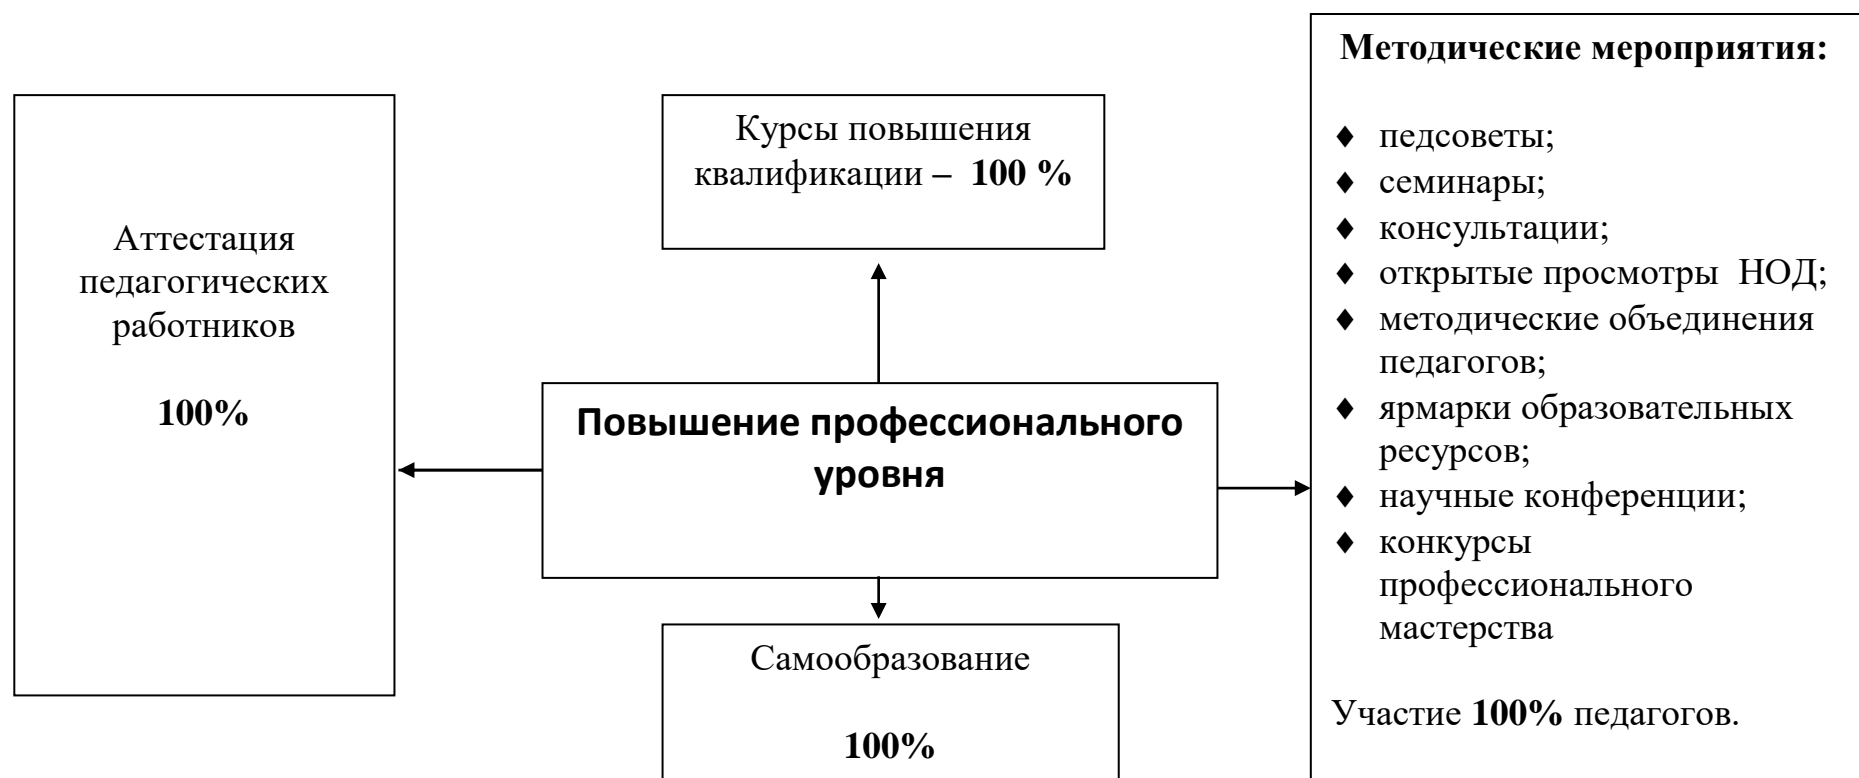 Аттестация
педагогических
работников
100%
Курсы повышения
квалификации – 100 %
Повышение профессионального
уровня
Самообразование
100%
Методические мероприятия:
♦ педсоветы;
♦ семинары;
♦ консультации;
♦ открытые просмотры НОД;
♦ методические объединения
педагогов;
♦ ярмарки образовательных
ресурсов;
♦ научные конференции;
♦ конкурсы
профессионального
мастерства
Участие 100% педагогов.